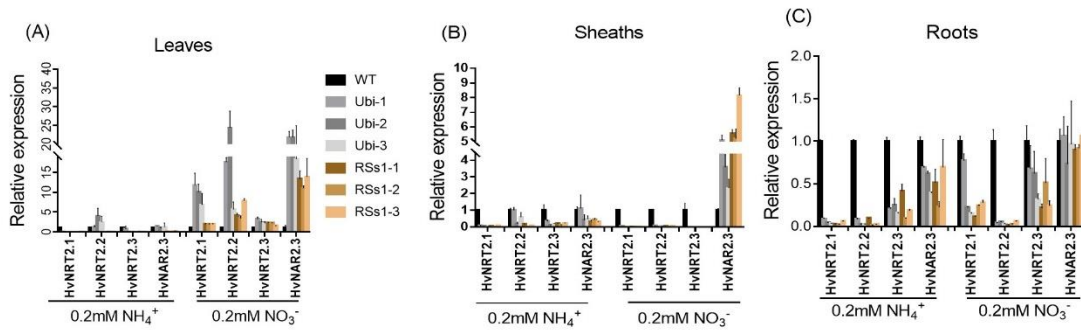 (A)
Leaves
Relative expression
40
35
30
25
20
15
10
5
0
HvNRT2.1
HvNRT2.2
HvNRT2.3
HvNAR2.3
HvNRT2.1
HvNRT2.2
HvNRT2.3
HvNAR2.3
0.2mM NH₄⁺
0.2mM NO₃⁻
WT
Ubi-1
Ubi-2
Ubi-3
RSs1-1
RSs1-2
RSs1-3
(B)
Sheaths
Relative expression
10
9
8
7
6
5
4
3
2
1
0
HvNRT2.1
HvNRT2.2
HvNRT2.3
HvNAR2.3
HvNRT2.1
HvNRT2.2
HvNRT2.3
HvNAR2.3
0.2mM NH₄⁺
0.2mM NO₃⁻
(C)
Roots
Relative expression
2.0
1.5
1.0
0.5
0.0
HvNRT2.1
HvNRT2.2
HvNRT2.3
HvNAR2.3
HvNRT2.1
HvNRT2.2
HvNRT2.3
HvNAR2.3
0.2mM NH₄⁺
0.2mM NO₃⁻